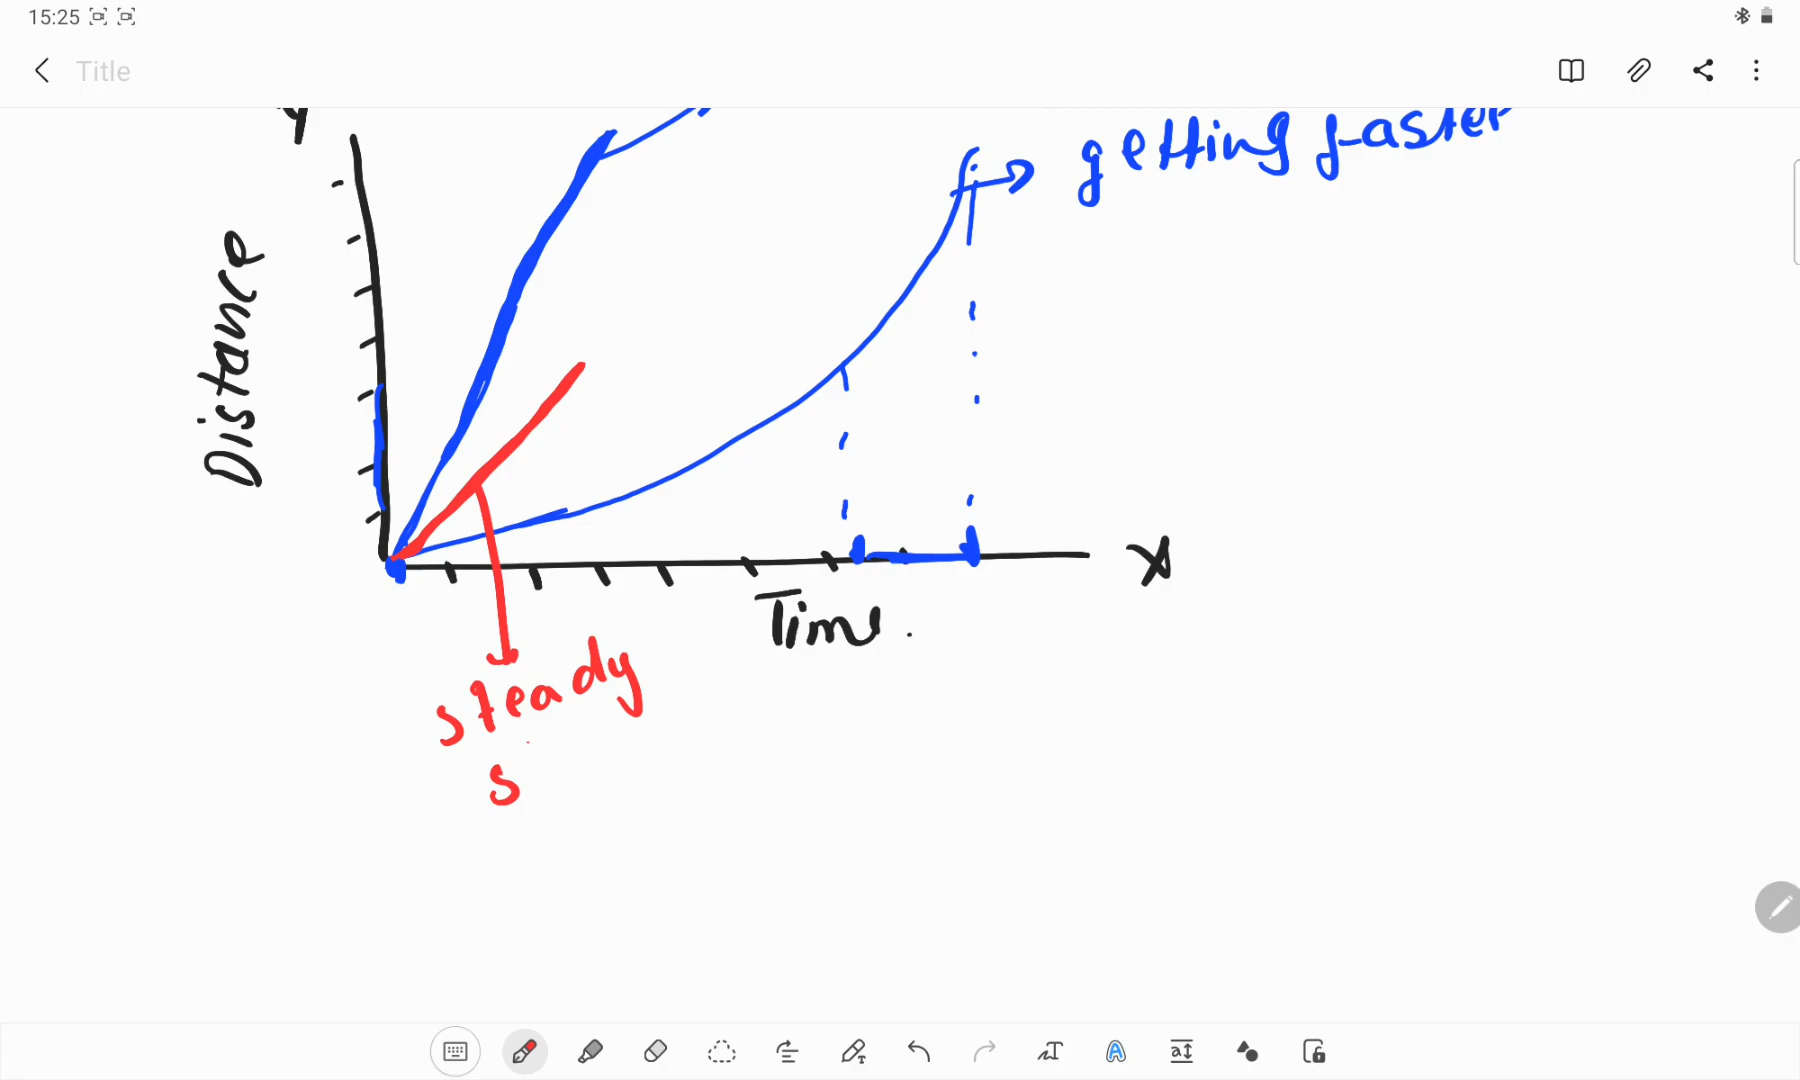 15:25
Title
y
getting faster
Distance
x
Time.
steady
s